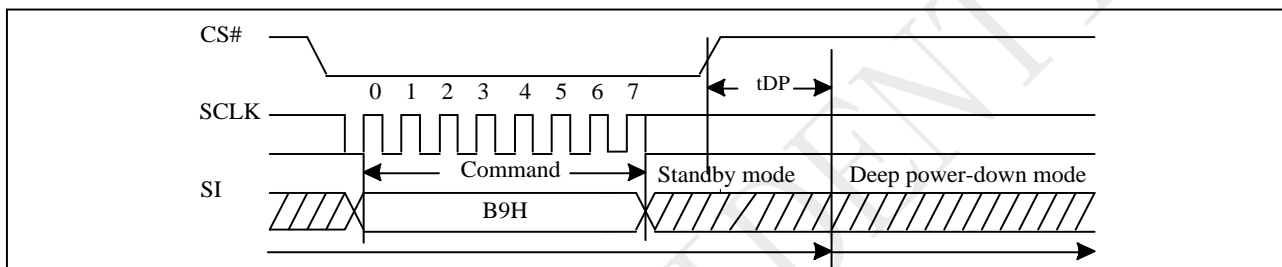 CS#
tDP
0 1 2 3 4 5 6 7
SCLK
Command
Standby mode
Deep power-down mode
SI
B9H